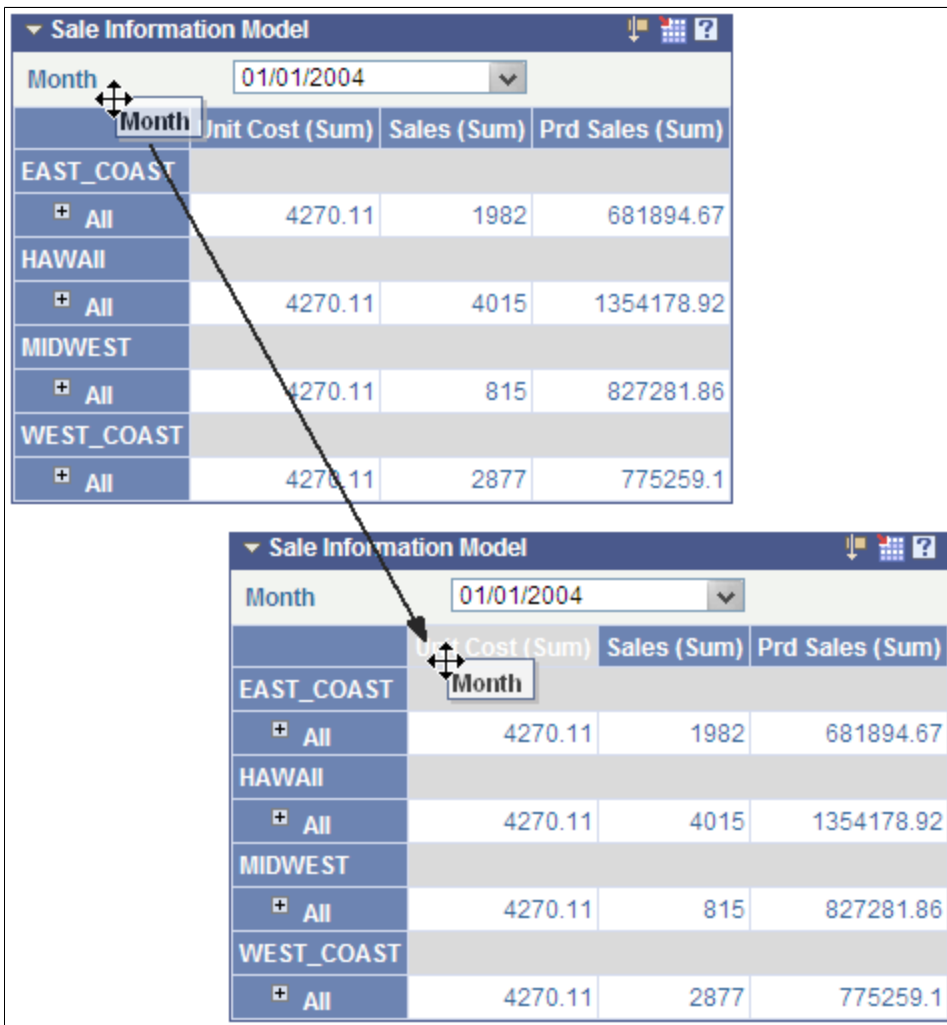 Sale Information Model ?
Month 01/01/2004
Month
Unit Cost (Sum) Sales (Sum) Prd Sales (Sum)
EAST_COAST
All 4270.11 1982 681894.67
HAWAII
All 4270.11 4015 1354178.92
MIDWEST
All 4270.11 815 827281.86
WEST_COAST
All 4270.11 2877 775259.1
Sale Information Model ?
Month 01/01/2004
Unit Cost (Sum) Sales (Sum) Prd Sales (Sum)
Month
EAST_COAST
All 4270.11 1982 681894.67
HAWAII
All 4270.11 4015 1354178.92
MIDWEST
All 4270.11 815 827281.86
WEST_COAST
All 4270.11 2877 775259.1